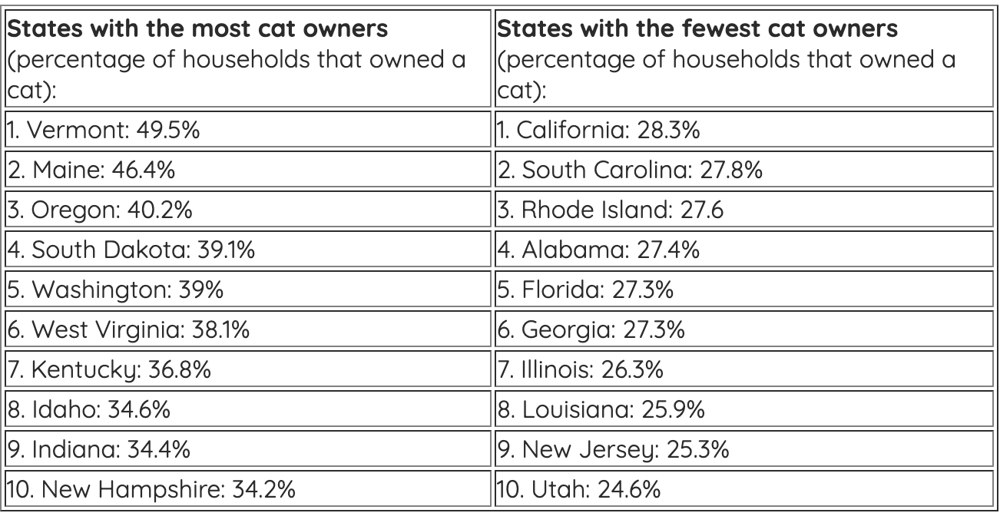 States with the most cat owners
(percentage of households that owned a
cat):
States with the fewest cat owners
(percentage of households that owned a
cat):
1. Vermont: 49.5%
1. California: 28.3%
2. Maine: 46.4%
2. South Carolina: 27.8%
3. Oregon: 40.2%
3. Rhode Island: 27.6
4. South Dakota: 39.1%
4. Alabama: 27.4%
5. Washington: 39%
5. Florida: 27.3%
6. West Virginia: 38.1%
6. Georgia: 27.3%
7. Kentucky: 36.8%
7. Illinois: 26.3%
8. Idaho: 34.6%
8. Louisiana: 25.9%
9. Indiana: 34.4%
9. New Jersey: 25.3%
10. New Hampshire: 34.2%
10. Utah: 24.6%